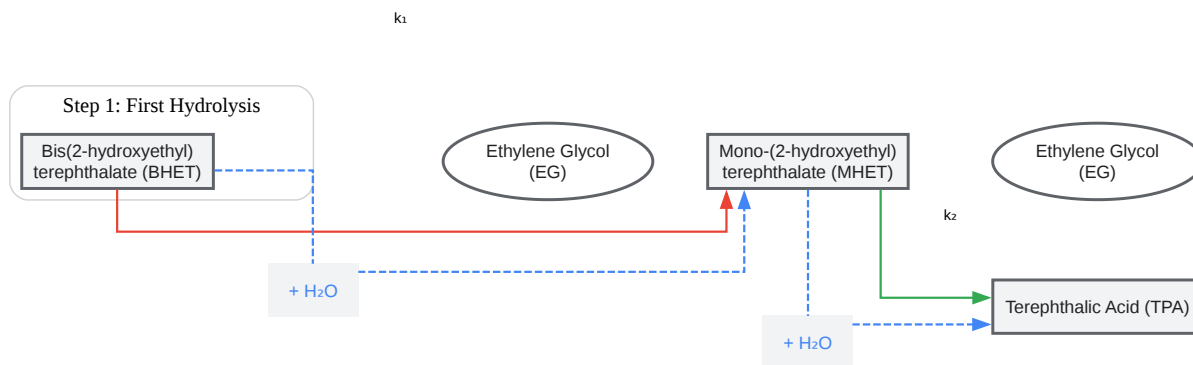 k₁
Step 1: First Hydrolysis
Bis(2-hydroxyethyl)
terephthalate (BHET)
Ethylene Glycol
(EG)
Mono-(2-hydroxyethyl)
terephthalate (MHET)
Ethylene Glycol
(EG)
k₂
+ H₂O
Terephthalic Acid (TPA)
+ H₂O